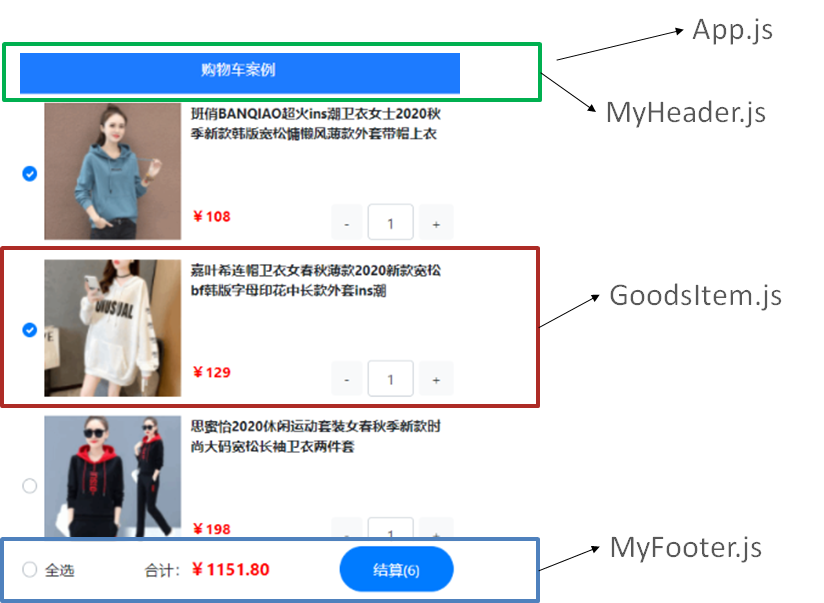 App.js
购物车案例
MyHeader.js
班俏BANQIAO超火ins潮卫衣女士2020秋
季新款韩版宽松慵懒风薄款外套带帽上衣
￥108
- 1 +
嘉叶希连帽卫衣女春秋薄款2020新款宽松
bf韩版字母印花中长款外套ins潮
UNUSUAL
GoodsItem.js
￥129
- 1 +
思蜜怡2020休闲运动套装女春秋季新款时
尚大码宽松长袖卫衣两件套
￥198
- 1 +
全选 合计: ￥1151.80 结算(6)
MyFooter.js